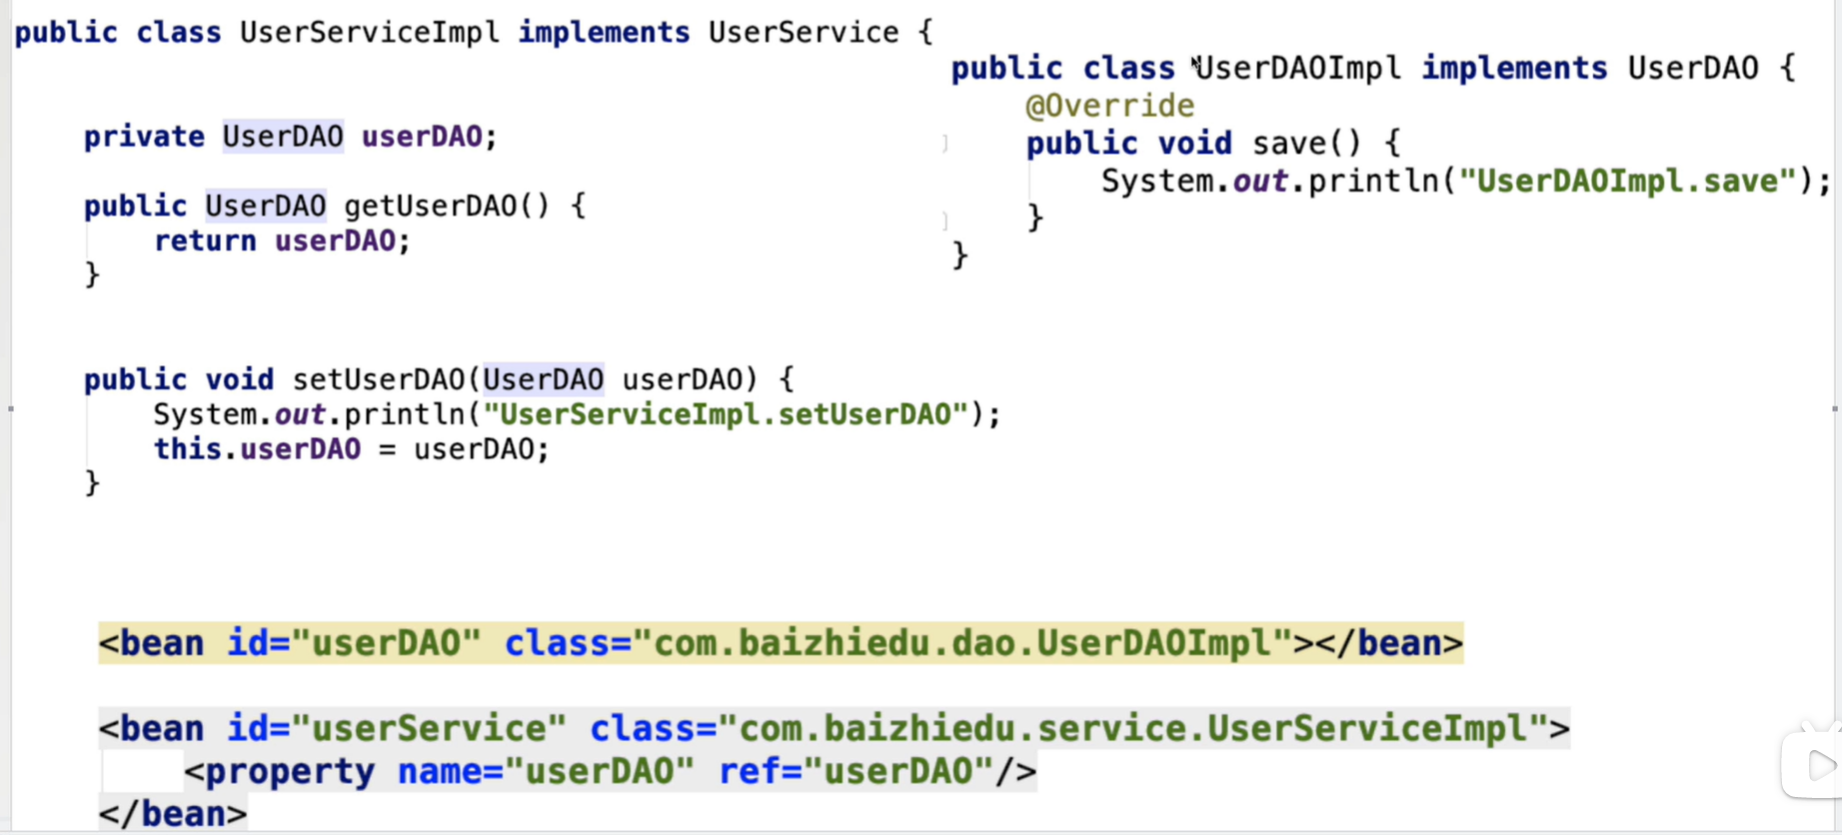 public class UserServiceImpl implements UserService {
private UserDAO userDAO;
public UserDAO getUserDAO() {
return userDAO;
}
public void setUserDAO(UserDAO userDAO) {
System.out.println("UserServiceImpl.setUserDAO");
this.userDAO = userDAO;
}
public class UserDAOImpl implements UserDAO {
@Override
public void save() {
System.out.println("UserDAOImpl.save");
}
}
<bean id="userDAO" class="com.baizhiedu.dao.UserDAOImpl"></bean>
<bean id="userService" class="com.baizhiedu.service.UserServiceImpl">
<property name="userDAO" ref="userDAO"/>
</bean>